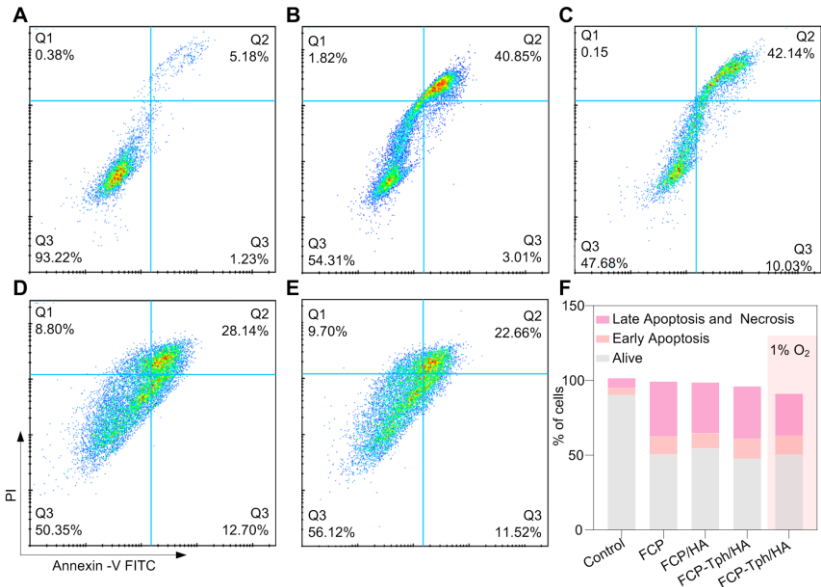 A
Q1
0.38%
Q2
5.18%
Q3
93.22%
Q3
1.23%
B
Q1
1.82%
Q2
40.85%
Q3
54.31%
Q3
3.01%
C
Q1
0.15
Q2
42.14%
Q3
47.68%
Q3
10.03%
D
Q1
8.80%
Q2
28.14%
Q3
50.35%
Q3
12.70%
PI
Annexin -V FITC
E
Q1
9.70%
Q2
22.66%
Q3
56.12%
Q3
11.52%
F
150
100
50
0
% of cells
Late Apoptosis and Necrosis
Early Apoptosis
Alive
1% O₂
Control
FCP
FCP/HA
FCP-Tph/HA
FCP-Tph/HA